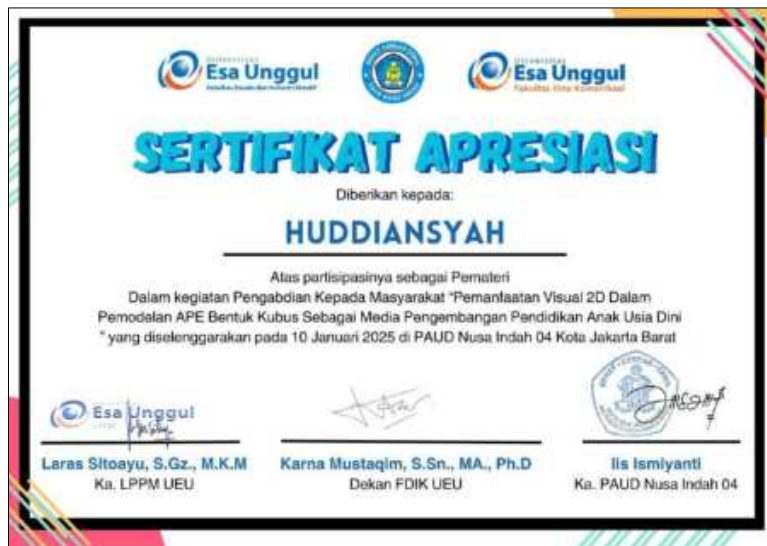 Esa Unggul
Esa Unggul
Fakultas Ilmu Komunikasi
SERTIFIKAT APRESIASI
Diberikan kepada:
HUDDIANSYAH
Atas partisipasinya sebagai Pemateri
Dalam kegiatan Pengabdian Kepada Masyarakat "Pemanfaatan Visual 2D Dalam
Pemodelan APE Bentuk Kubus Sebagai Media Pengembangan Pendidikan Anak Usia Dini
" yang diselenggarakan pada 10 Januari 2025 di PAUD Nusa Indah 04 Kota Jakarta Barat
Esa Unggul
Laras Sitoayu, S.Gz., M.K.M
Karna Mustaqim, S.Sn., MA., Ph.D
Iis Ismiyanti
Ka. LPPM UEU
Dekan FDIK UEU
Ka. PAUD Nusa Indah 04